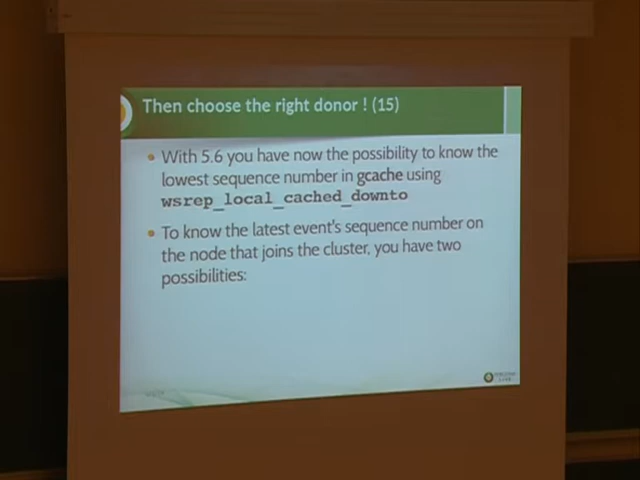 Then choose the right donor ! (15)
With 5.6 you have now the possibility to know the
lowest sequence number in gcache using
wsrep_local_cached_downto
To know the latest event's sequence number on
the node that joins the cluster, you have two
possibilities: